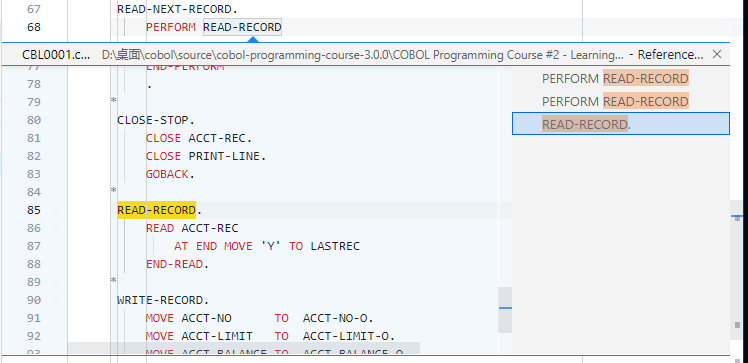 67 READ-NEXT-RECORD.
68 PERFORM READ-RECORD
CBL0001.c... D:\桌面\cobol\source\cobol-programming-course-3.0.0\COBOL Programming Course #2 - Learning... - Reference...
77 END-PERFORM
78 .
79 *
80 CLOSE-STOP.
81 CLOSE ACCT-REC.
82 CLOSE PRINT-LINE.
83 GOBACK.
84 *
85 READ-RECORD.
86 READ ACCT-REC
87 AT END MOVE 'Y' TO LASTREC
88 END-READ.
89 *
90 WRITE-RECORD.
91 MOVE ACCT-NO TO ACCT-NO-O.
92 MOVE ACCT-LIMIT TO ACCT-LIMIT-O.
93 MOVE ACCT-BALANCE TO ACCT-BALANCE-O
PERFORM READ-RECORD
PERFORM READ-RECORD
READ-RECORD.